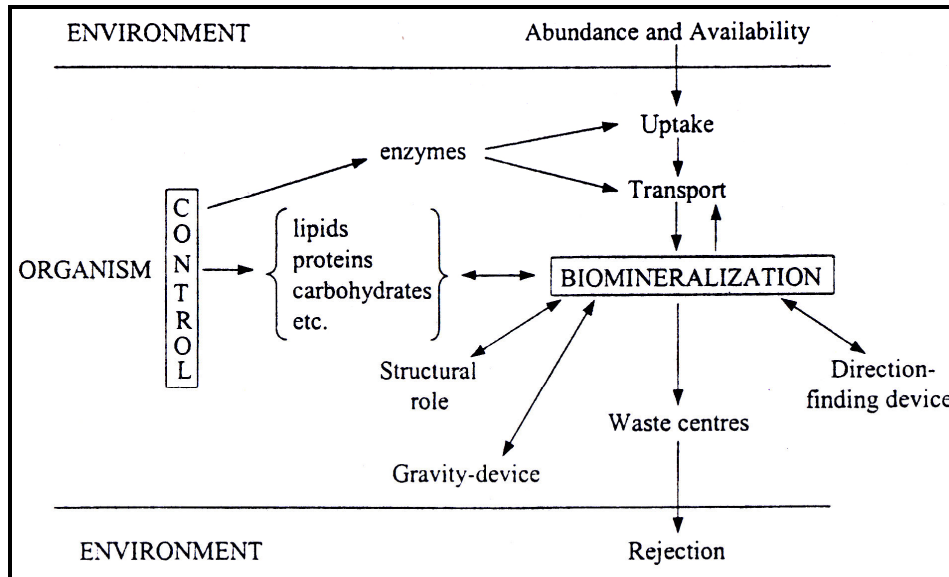 ENVIRONMENT
Abundance and Availability
Uptake
enzymes
Transport
CONTROL
ORGANISM
lipids
proteins
carbohydrates
etc.
BIOMINERALIZATION
Structural
role
Direction-
finding device
Waste centres
Gravity-device
ENVIRONMENT
Rejection